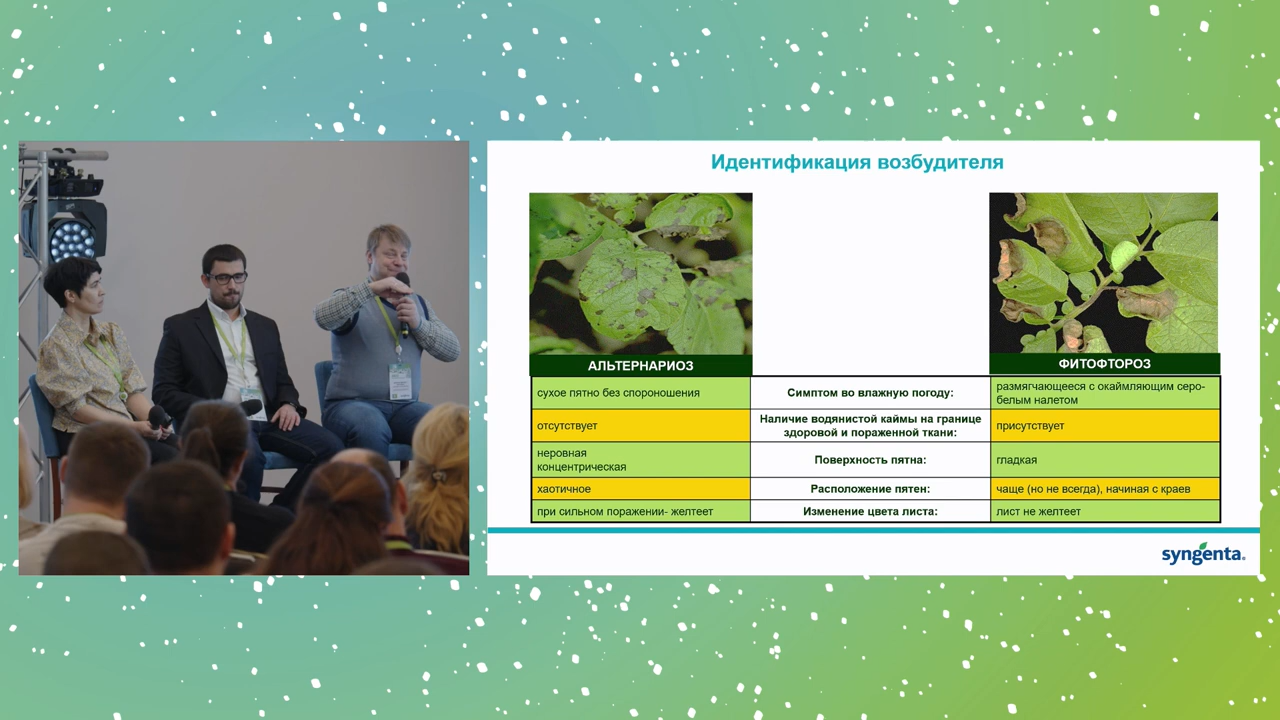 Идентификация возбудителя
АЛЬТЕРНАРИОЗ
ФИТОФТОРОЗ
сухое пятно без спороношения
Симптом во влажную погоду:
размягчающееся с окаймляющим серо-
белым налетом
отсутствует
Наличие водянистой каймы на границе
здоровой и пораженной ткани:
присутствует
неровная
концентрическая
Поверхность пятна:
гладкая
хаотичное
Расположение пятен:
чаще (но не всегда), начиная с краев
при сильном поражении- желтеет
Изменение цвета листа:
лист не желтеет
syngenta.